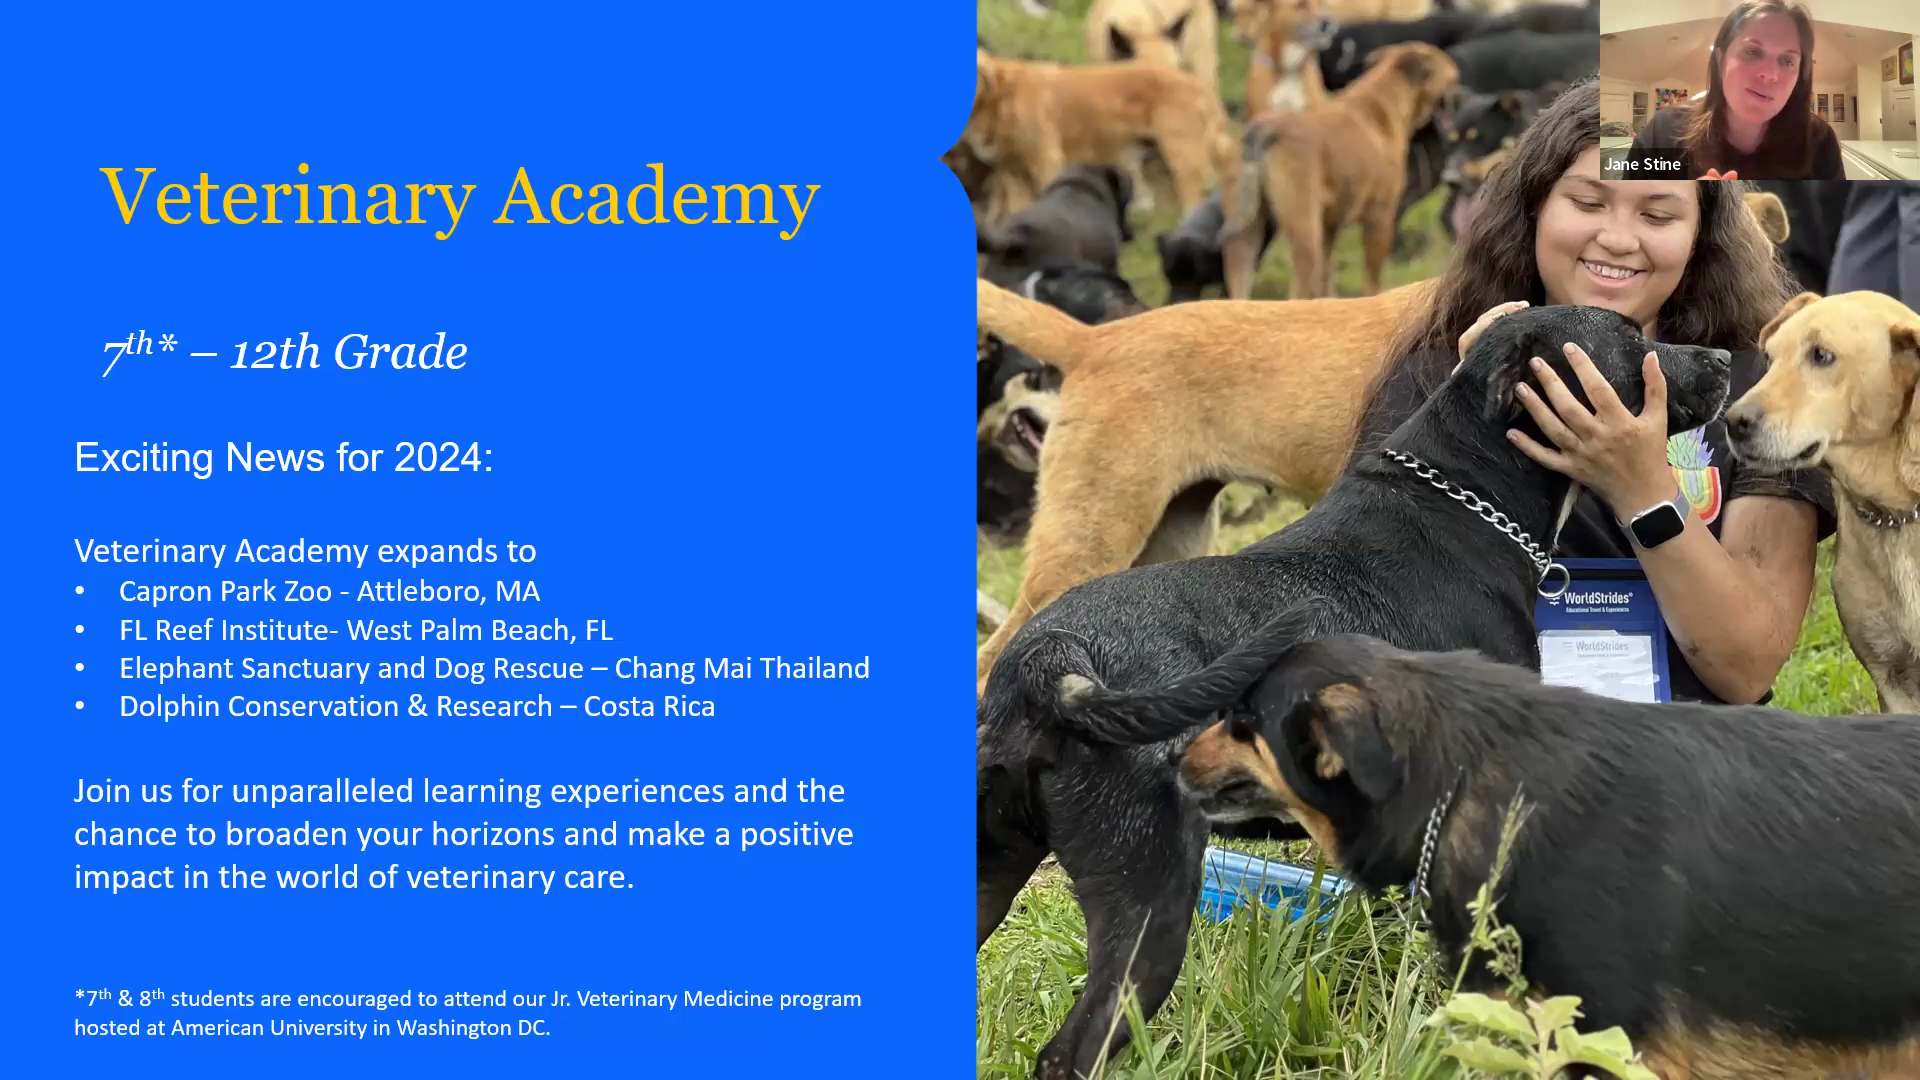 Veterinary Academy
7th* – 12th Grade
Exciting News for 2024:
Veterinary Academy expands to
• Capron Park Zoo - Attleboro, MA
• FL Reef Institute- West Palm Beach, FL
• Elephant Sanctuary and Dog Rescue – Chang Mai Thailand
• Dolphin Conservation & Research – Costa Rica
Join us for unparalleled learning experiences and the
chance to broaden your horizons and make a positive
impact in the world of veterinary care.
*7th & 8th students are encouraged to attend our Jr. Veterinary Medicine program
hosted at American University in Washington DC.
Jane Stine
WorldStrides®
Educational Travel & Experiences
WorldStrides